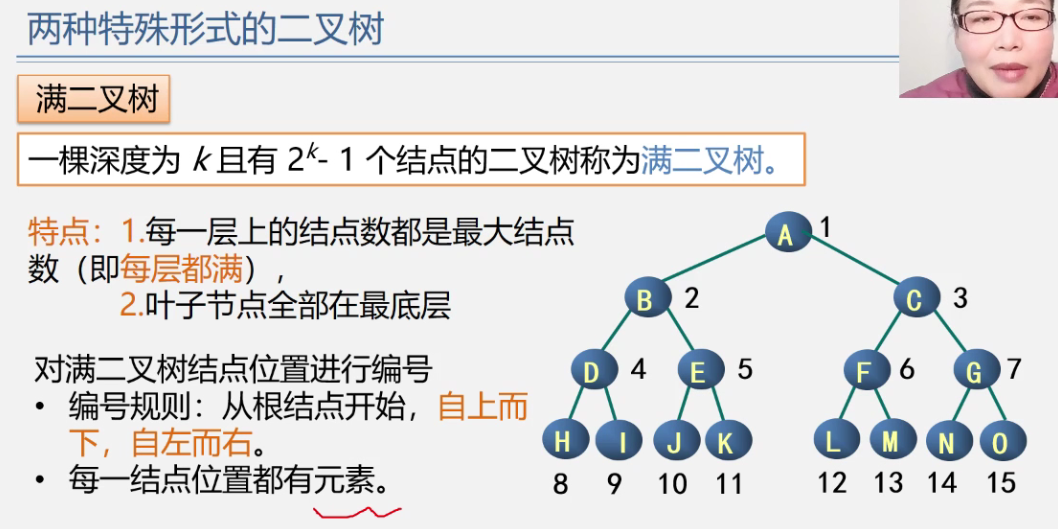 两种特殊形式的二叉树
满二叉树
一棵深度为 k 且有 2^k- 1 个结点的二叉树称为满二叉树。
特点：1.每一层上的结点数都是最大结点
数（即每层都满），
2.叶子节点全部在最底层
对满二叉树结点位置进行编号
• 编号规则：从根结点开始，自上而
下，自左而右。
• 每一结点位置都有元素。
A 1
B 2 C 3
D 4 E 5 F 6 G 7
H I J K L M N O
8 9 10 11 12 13 14 15